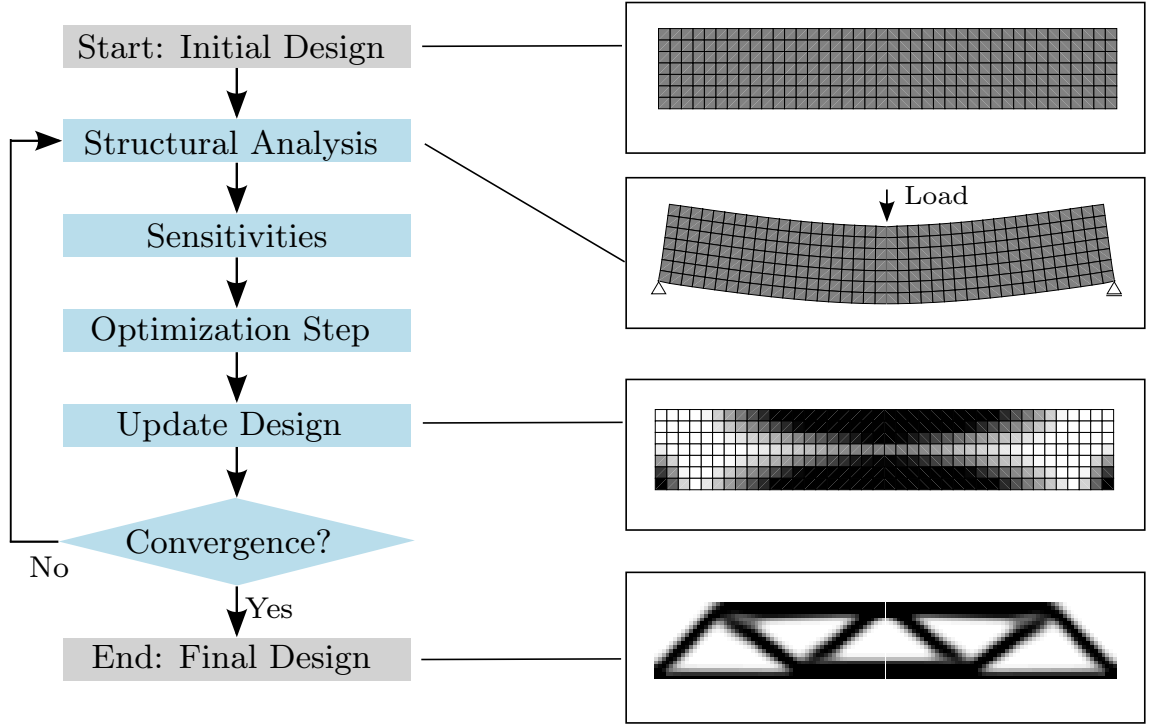 Start: Initial Design
Structural Analysis
Load
Sensitivities
Optimization Step
Update Design
Convergence?
No
Yes
End: Final Design